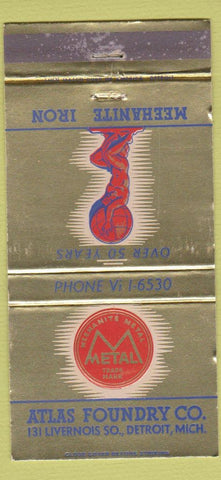 MEEHANITE IRON
OVER 50 YEARS
PHONE Vi 1-6530
MEEHANITE METAL
METAL
TRADE
MARK
ATLAS FOUNDRY CO.
131 LIVERNOIS SO., DETROIT, MICH.